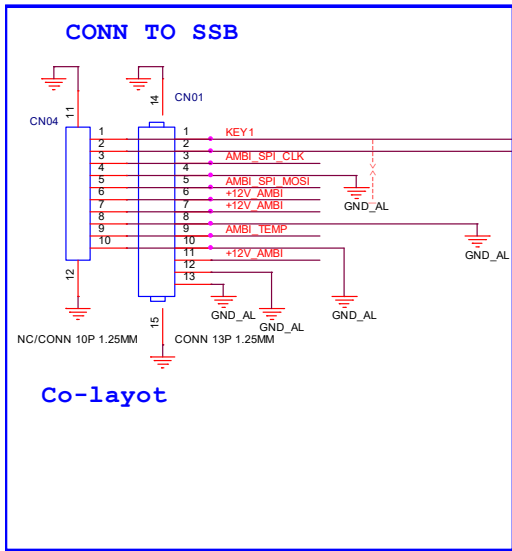 CONN TO SSB
CN04
CN01
11
14
1
2
3
4
5
6
7
8
9
10
1
2
3
4
5
6
7
8
9
10
11
12
13
KEY1
AMBI_SPI_CLK
AMBI_SPI_MOSI
+12V_AMBI
+12V_AMBI
AMBI_TEMP
+12V_AMBI
GND_AL
GND_AL
GND_AL
GND_AL
GND_AL
12
15
NC/CONN 10P 1.25MM
CONN 13P 1.25MM
Co-layot